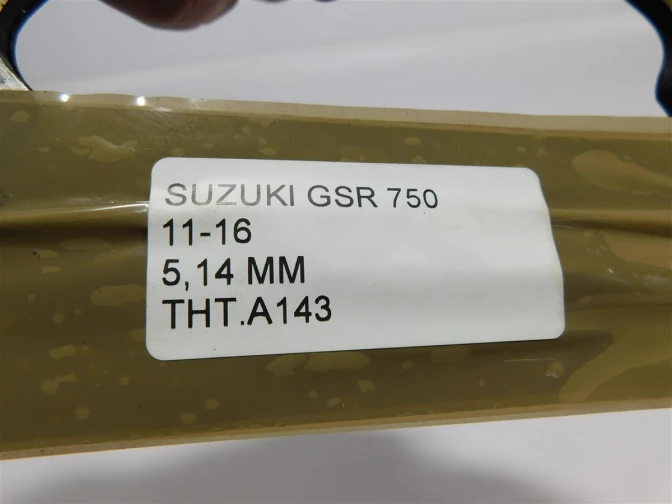 SUZUKI GSR 750
11-16
5,14 MM
THT.A143